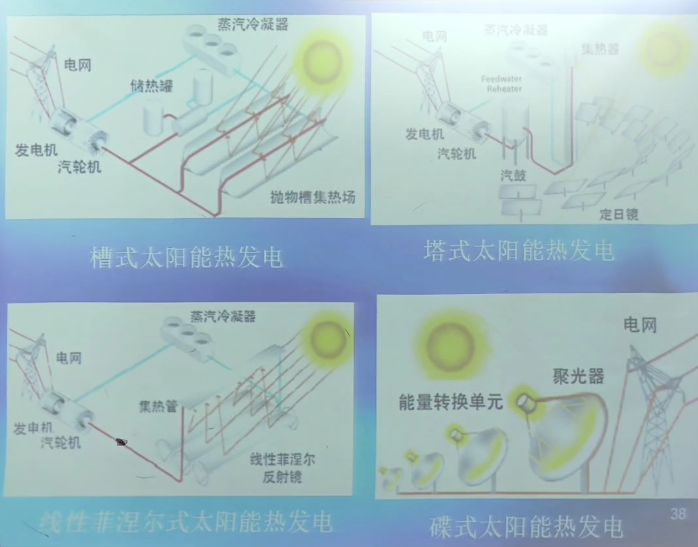 蒸汽冷凝器
电网
储热罐
发电机
汽轮机
抛物槽集热场
槽式太阳能热发电
蒸汽冷凝器
电网
集热器
Feedwater
Reheater
发电机
汽轮机
汽鼓
定日镜
塔式太阳能热发电
蒸汽冷凝器
电网
集热管
发电机
汽轮机
线性菲涅尔
反射镜
线性菲涅尔式太阳能热发电
电网
聚光器
能量转换单元
碟式太阳能热发电
38